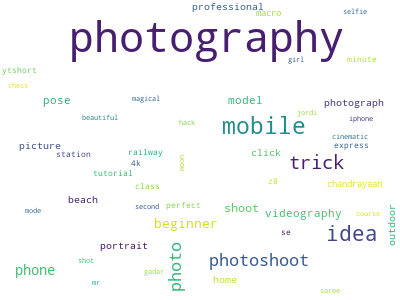 professional
macro
selfie
photography
girl
minute
ytshort
chess
pose
magical
model
photograph
beautiful
hack
mobile
jordi
iphone
cinematic
picture
station
railway
4k
moon
click
trick
express
tutorial
class
z8
chandrayaan
beach
mode
second
perfect
shoot
videography
course
outdoor
beginner
se
idea
portrait
photo
phone
shot
gadar
photoshoot
mr
home
saree